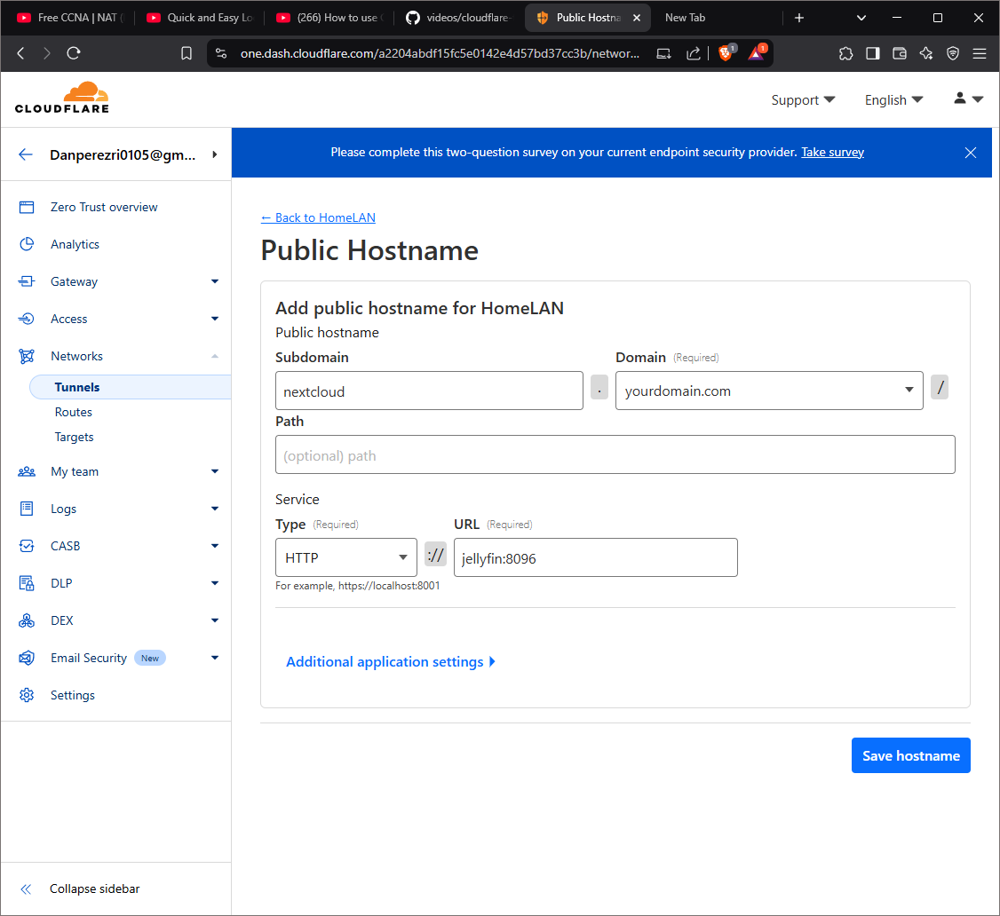 Free CCNA | NAT (
Quick and Easy Lo
(266) How to use C
videos/cloudflare-
Public Hostna
New Tab
one.dash.cloudflare.com/a2204abdf15fc5e0142e4d57bd37cc3b/networ...
1
1
CLOUDFLARE
Support
English
Danperezri0105@gm...
Please complete this two-question survey on your current endpoint security provider. Take survey
Zero Trust overview
Analytics
Gateway
Access
Networks
Tunnels
Routes
Targets
My team
Logs
CASB
DLP
DEX
Email Security New
Settings
Collapse sidebar
← Back to HomeLAN
Public Hostname
Add public hostname for HomeLAN
Public hostname
Subdomain
Domain (Required)
nextcloud
.
yourdomain.com
/
Path
(optional) path
Service
Type (Required)
URL (Required)
HTTP
://
jellyfin:8096
For example, https://localhost:8001
Additional application settings
Save hostname